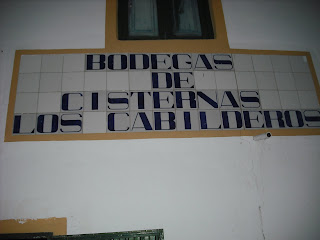 BODEGAS
DE
CISTERNAS
LOS CABILDEROS